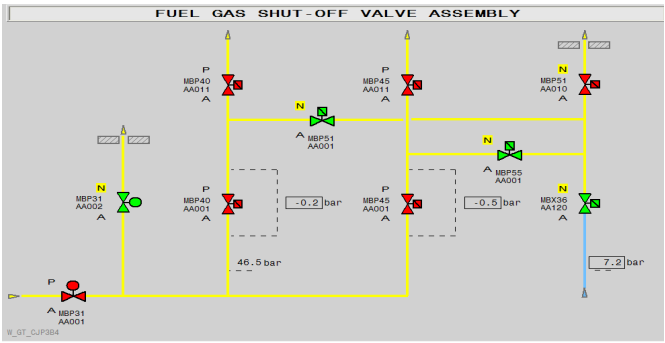 FUEL GAS SHUT-OFF VALVE ASSEMBLY
P
MBP40
AA011
A
P
MBP45
AA011
A
N
MBP51
AA010
A
N
A MBP51
AA001
N
A MBP55
AA001
N
MBP31
AA002
A
P
MBP40
AA001
A
-0.2 bar
P
MBP45
AA001
A
-0.5 bar
N
MBX36
AA120
A
46.5 bar
7.2 bar
P
A MBP31
AA001
W_GT_CJP3B4